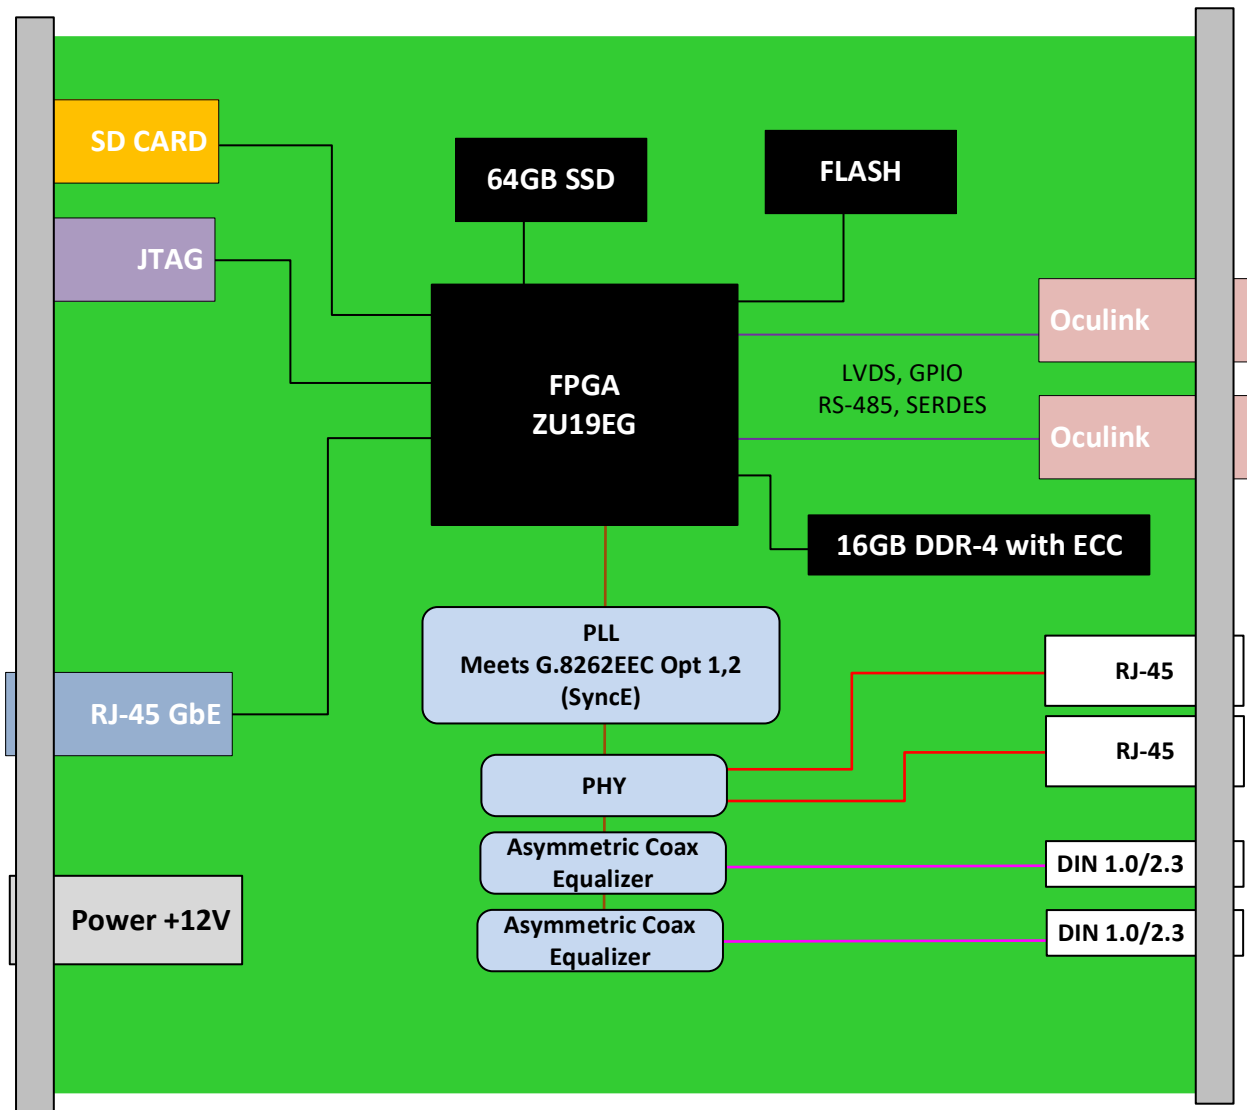 SD CARD
64GB SSD
FLASH
JTAG
Oculink
FPGA
ZU19EG
LVDS, GPIO
RS-485, SERDES
Oculink
16GB DDR-4 with ECC
PLL
Meets G.8262EEC Opt 1,2
(SyncE)
RJ-45
RJ-45 GbE
RJ-45
PHY
Asymmetric Coax
Equalizer
DIN 1.0/2.3
Power +12V
Asymmetric Coax
Equalizer
DIN 1.0/2.3